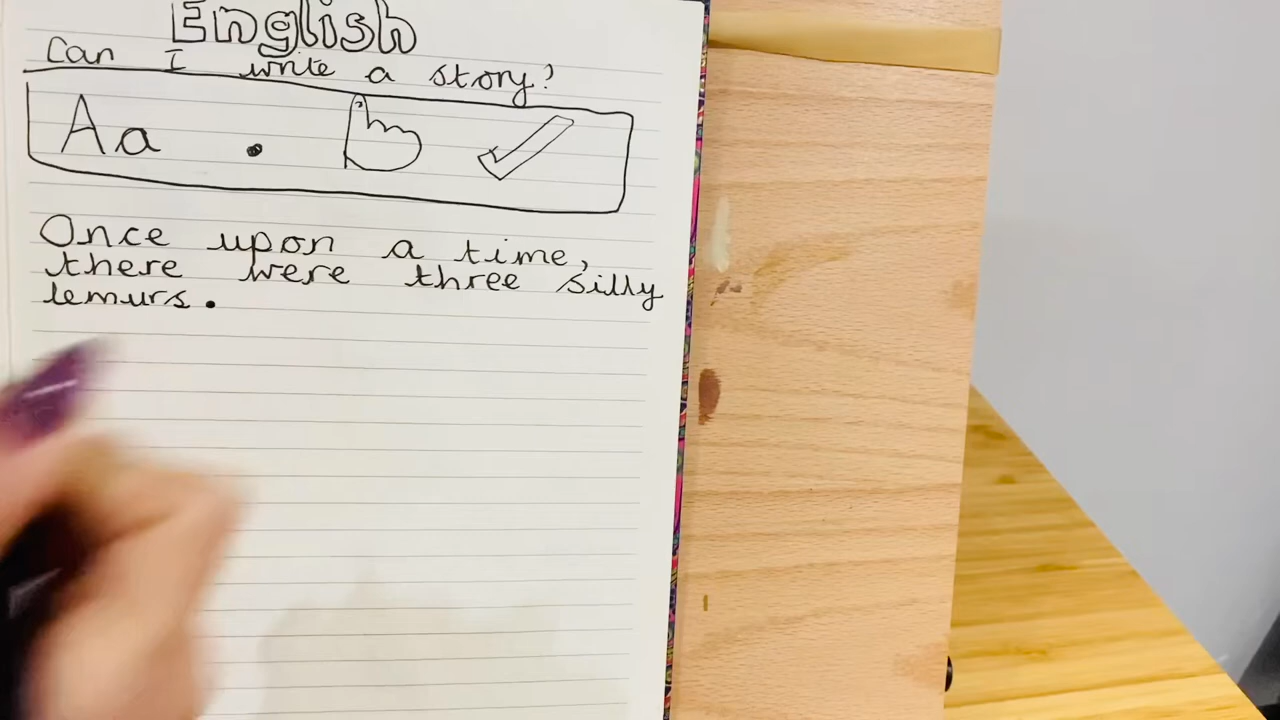 English
Can I write a story?
Aa .
Once upon a time,
there were three silly
lemurs.